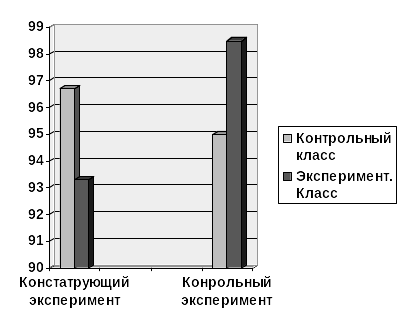 99
98
97
96
95
94
93
92
91
90
Контрольный
класс
Эксперимент.
Класс
Констатрующий
эксперимент
Конрольный
эксперимент